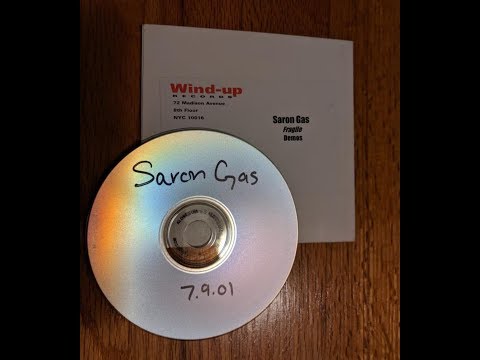 Wind-up
RECORDS
72 Madison Avenue
8th Floor
NYC 10016
Saron Gas
Fragile
Demos
Saron Gas
7.9.01